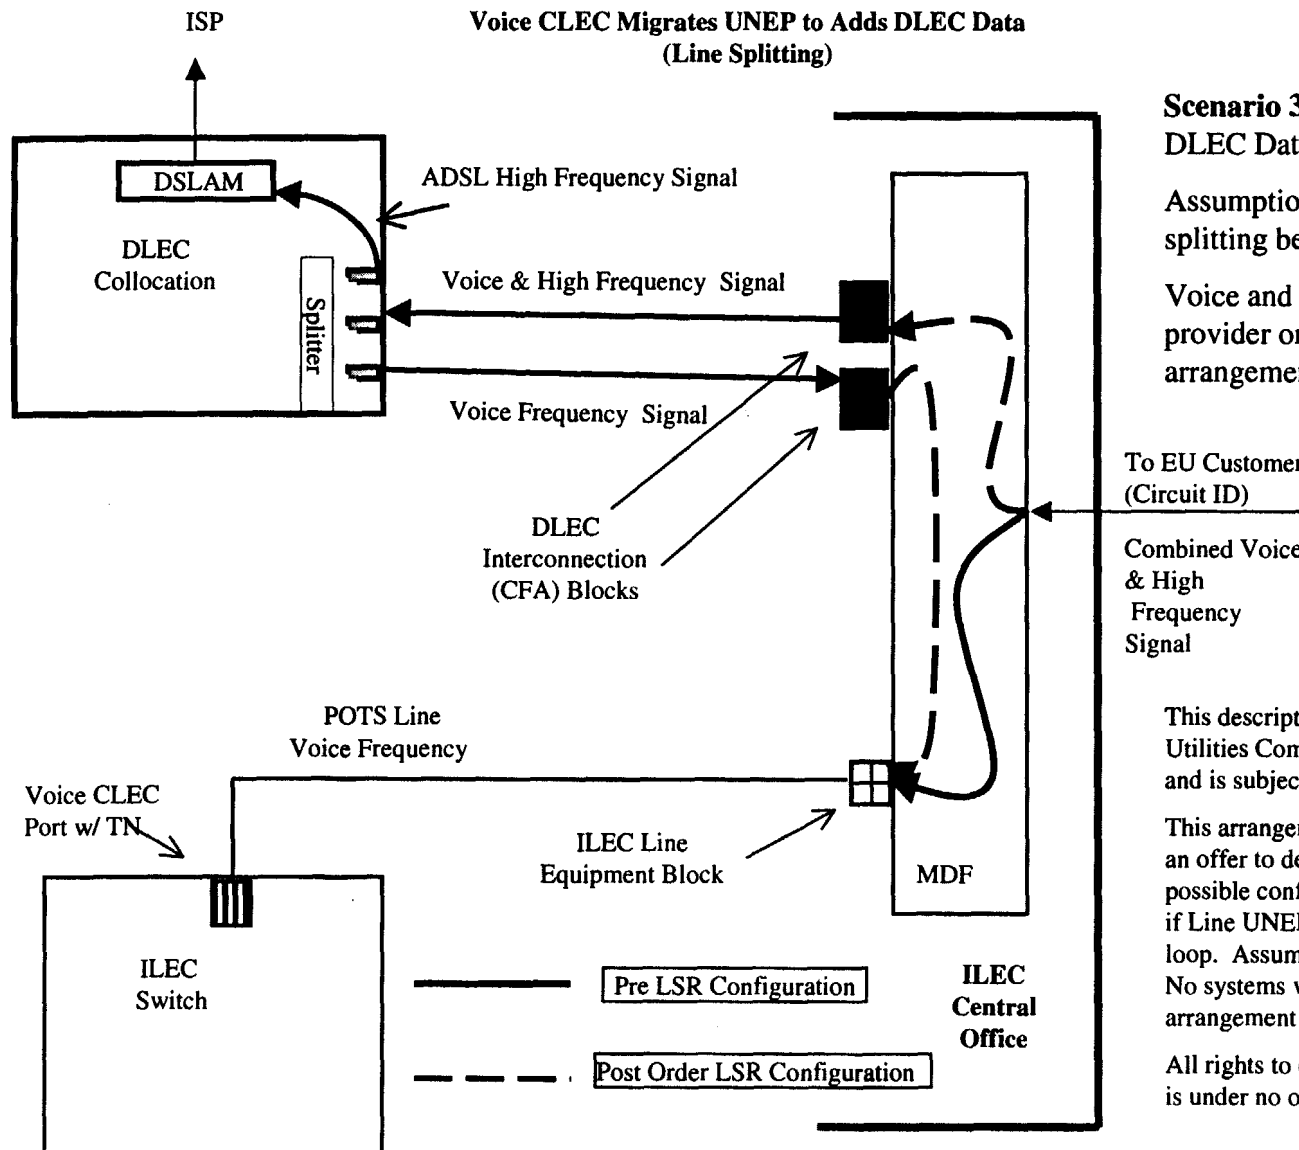 ISP
Voice CLEC Migrates UNEP to Adds DLEC Data
(Line Splitting)
Scenario 3
DLEC Dat
Assumptio
splitting be
Voice and
provider or
arrangemen
DSLAM
ADSL High Frequency Signal
DLEC
Collocation
Splitter
Voice & High Frequency Signal
Voice Frequency Signal
To EU Customer
(Circuit ID)
Combined Voice
& High
Frequency
Signal
DLEC
Interconnection
(CFA) Blocks
POTS Line
Voice Frequency
Voice CLEC
Port w/ TN
ILEC Line
Equipment Block
MDF
ILEC
Switch
Pre LSR Configuration
Post Order LSR Configuration
ILEC
Central
Office
This descript
Utilities Com
and is subjec
This arranger
an offer to de
possible conf
if Line UNEI
loop. Assum
No systems v
arrangement
All rights to
is under no o